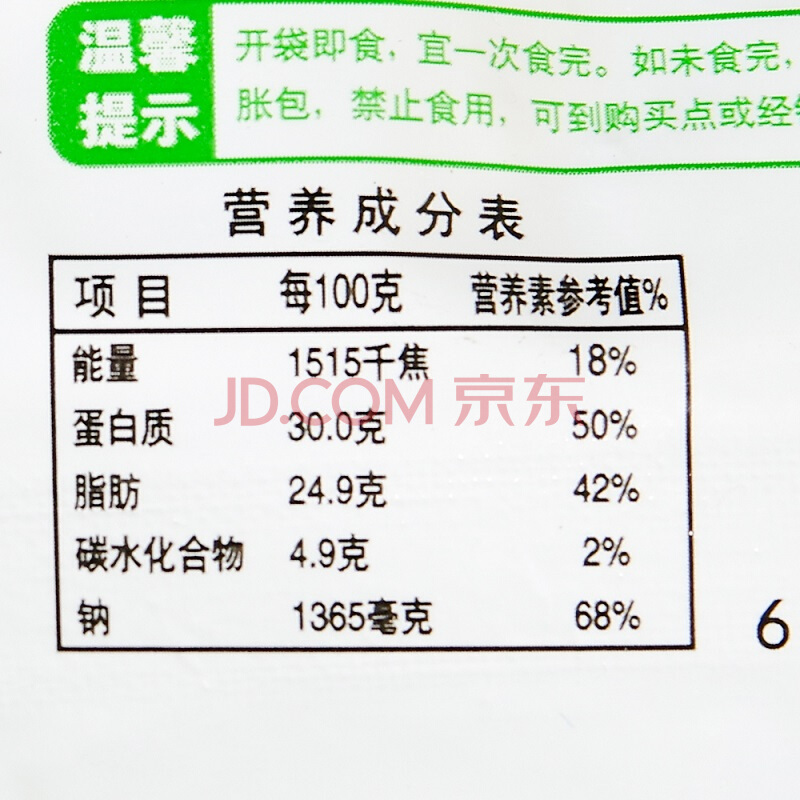 温馨
提示
开袋即食，宜一次食完。如未食完，
胀包，禁止食用，可到购买点或经
营养成分表
项目 每100克 营养素参考值%
能量 1515千焦 18%
JD.COM 京东
蛋白质 30.0克 50%
脂肪 24.9克 42%
碳水化合物 4.9克 2%
钠 1365毫克 68%
6